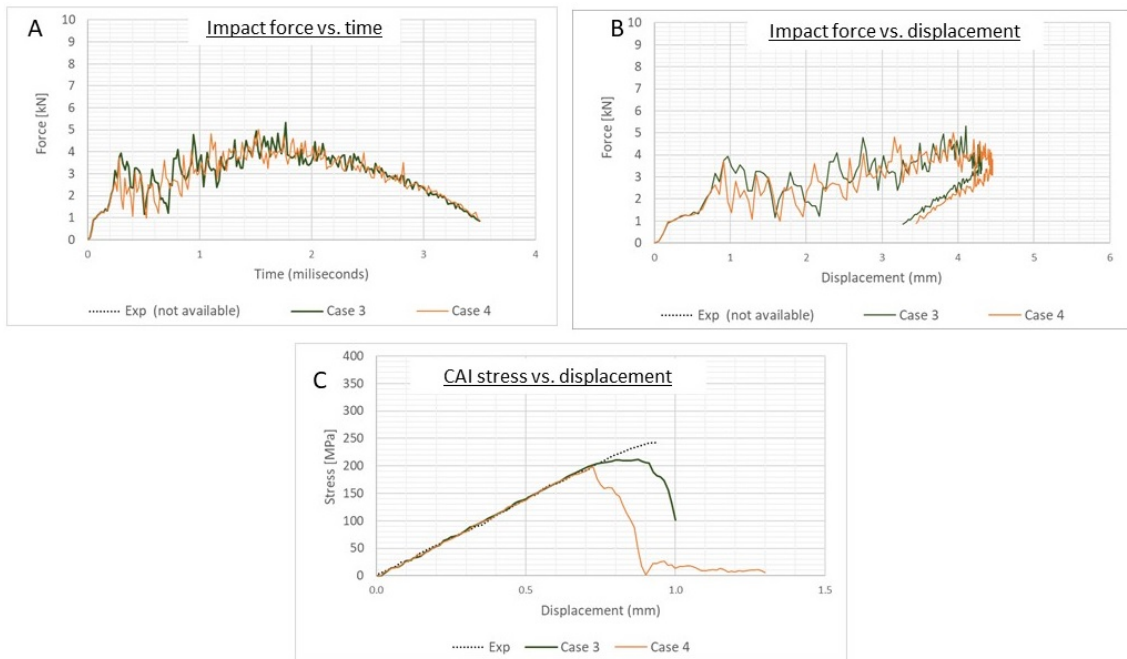 A
Impact force vs. time
Force [kN]
10
9
8
7
6
5
4
3
2
1
0
0 1 2 3 4
Time (miliseconds)
Exp (not available) Case 3 Case 4
B
Impact force vs. displacement
Force [kN]
10
9
8
7
6
5
4
3
2
1
0
0 1 2 3 4 5 6
Displacement (mm)
Exp (not available) Case 3 Case 4
C
CAI stress vs. displacement
Stress [MPa]
400
350
300
250
200
150
100
50
0
0.0 0.5 1.0 1.5
Displacement (mm)
Exp Case 3 Case 4